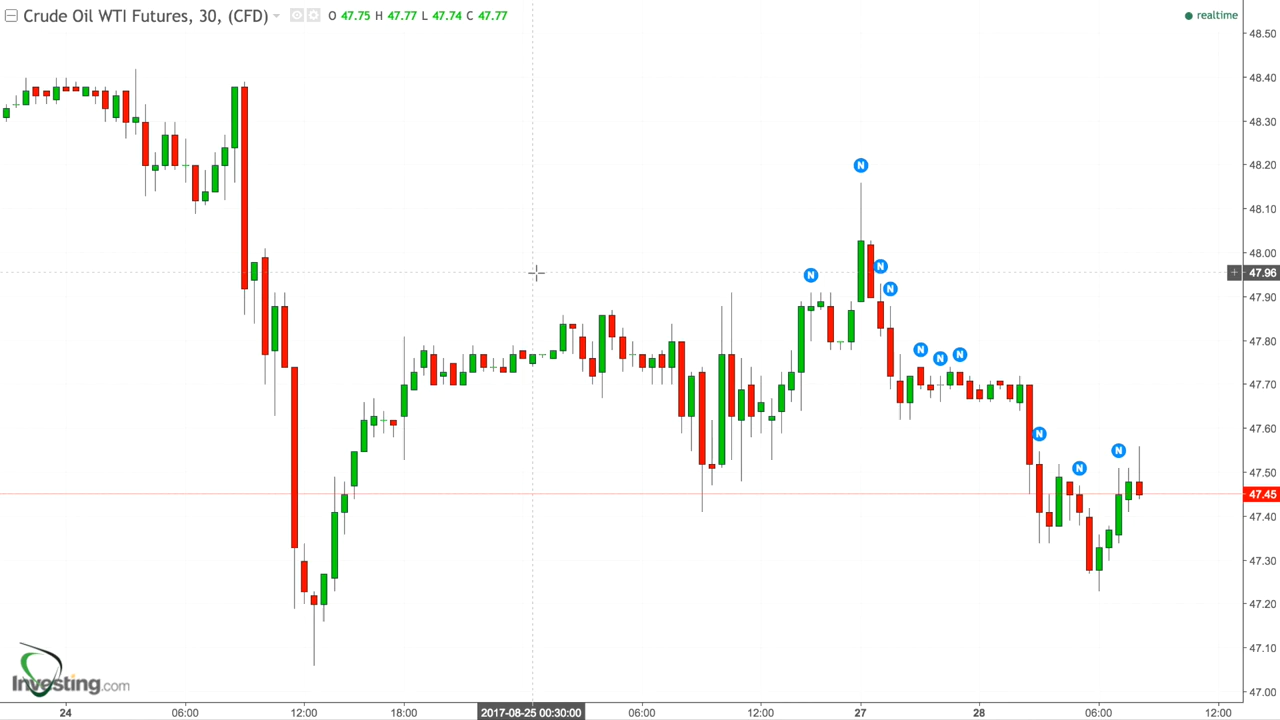 Crude Oil WTI Futures, 30, (CFD) O 47.75 H 47.77 L 47.74 C 47.77
realtime
48.50
48.40
48.30
48.20
48.10
48.00
47.96
47.90
47.80
47.70
47.60
47.50
47.45
47.40
47.30
47.20
47.10
47.00
N
N
N
N
N
N
N
N
N
N
Investing.com
24 06:00 12:00 18:00 2017-08-25 00:30:00 06:00 12:00 27 28 06:00 12:00